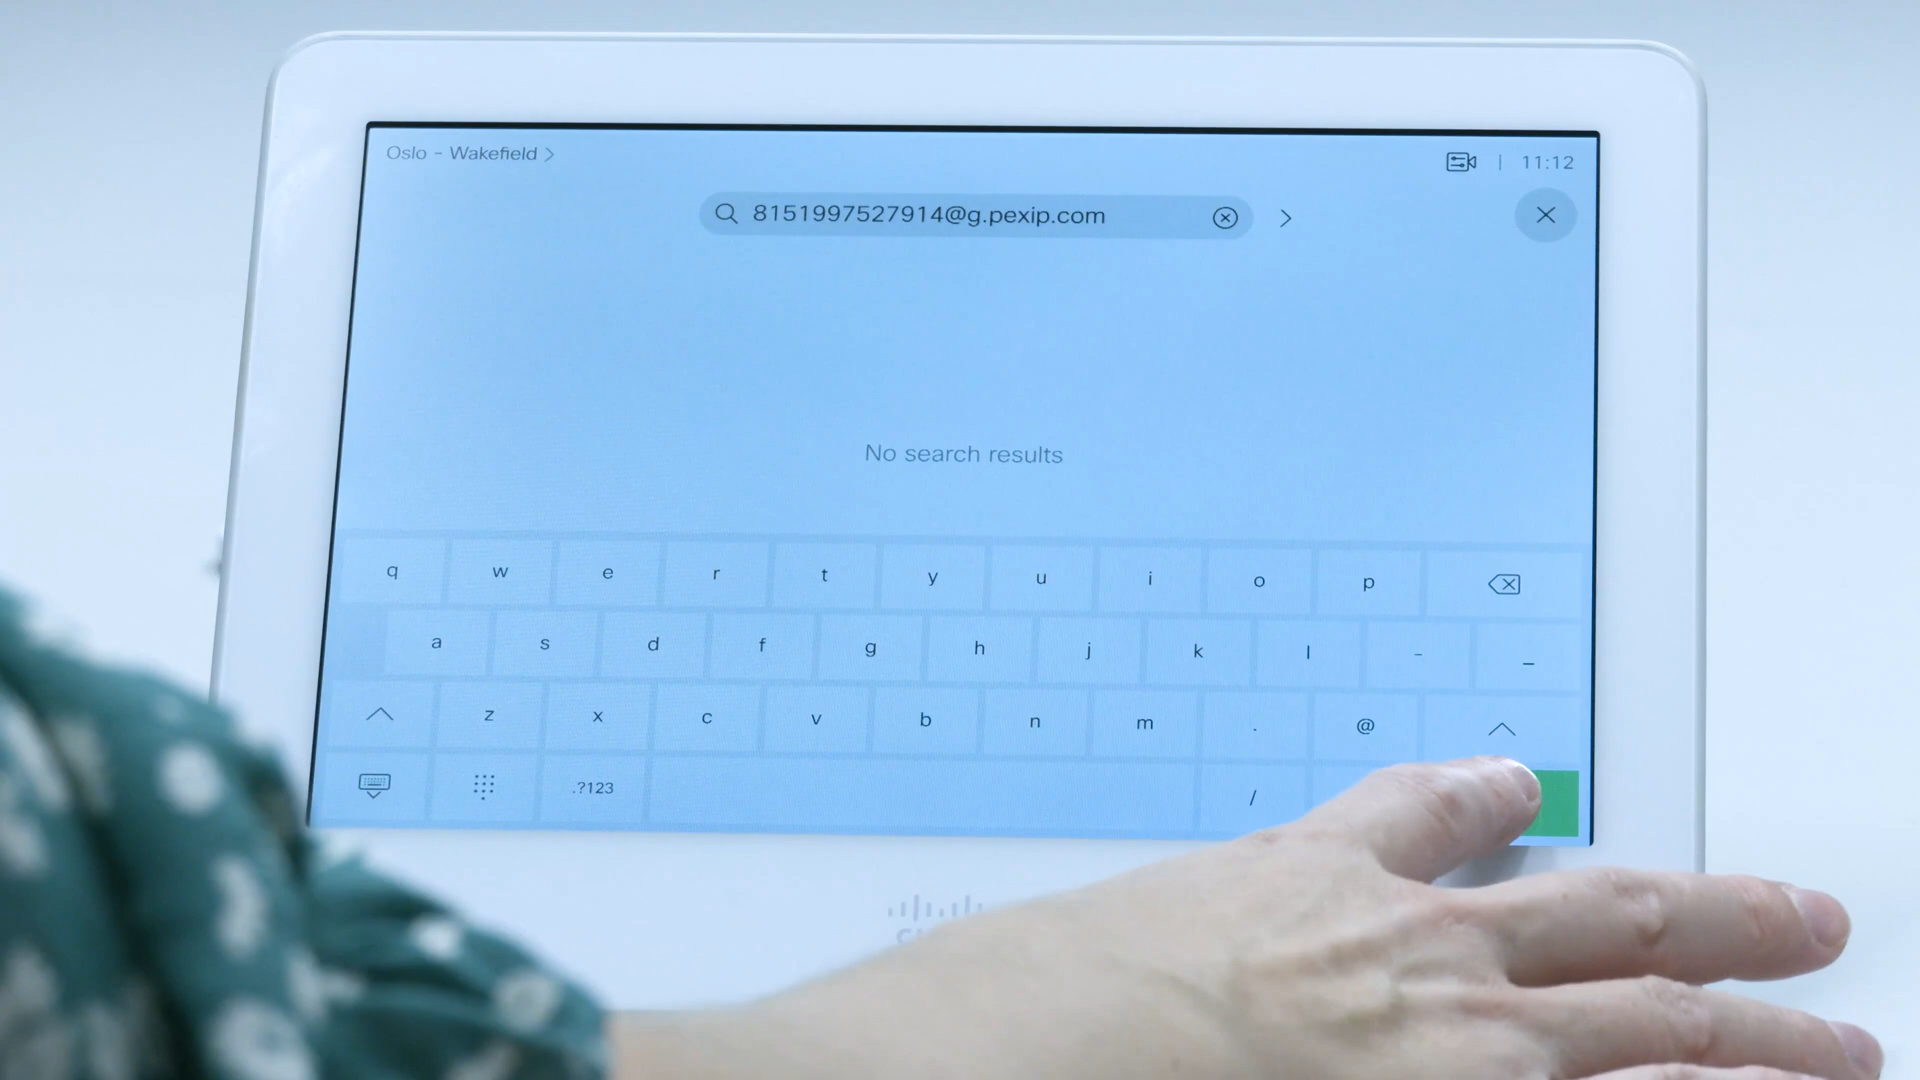 Oslo - Wakefield >
11:12
8151997527914@g.pexip.com
No search results
q w e r t y u i o p
a s d f g h j k l - _
z x c v b n m . @
.?123 /